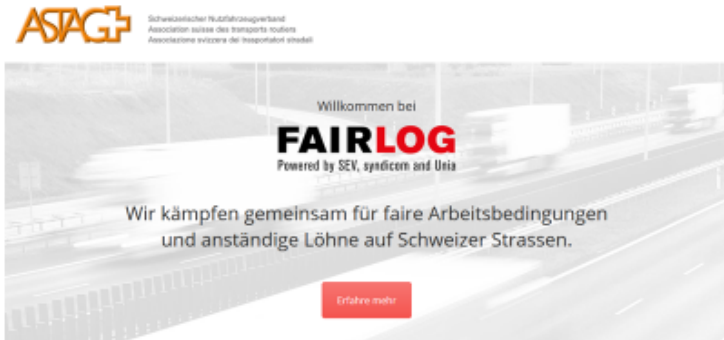 ASTAG
Schweizerischer Nutzfahrzeugverband
Association suisse des transports routiers
Associazione svizzera dei trasportatori stradali
Willkommen bei
FAIRLOG
Powered by SEV, syndicom und Unia
Wir kämpfen gemeinsam für faire Arbeitsbedingungen
und anständige Löhne auf Schweizer Strassen.
Erfahre mehr